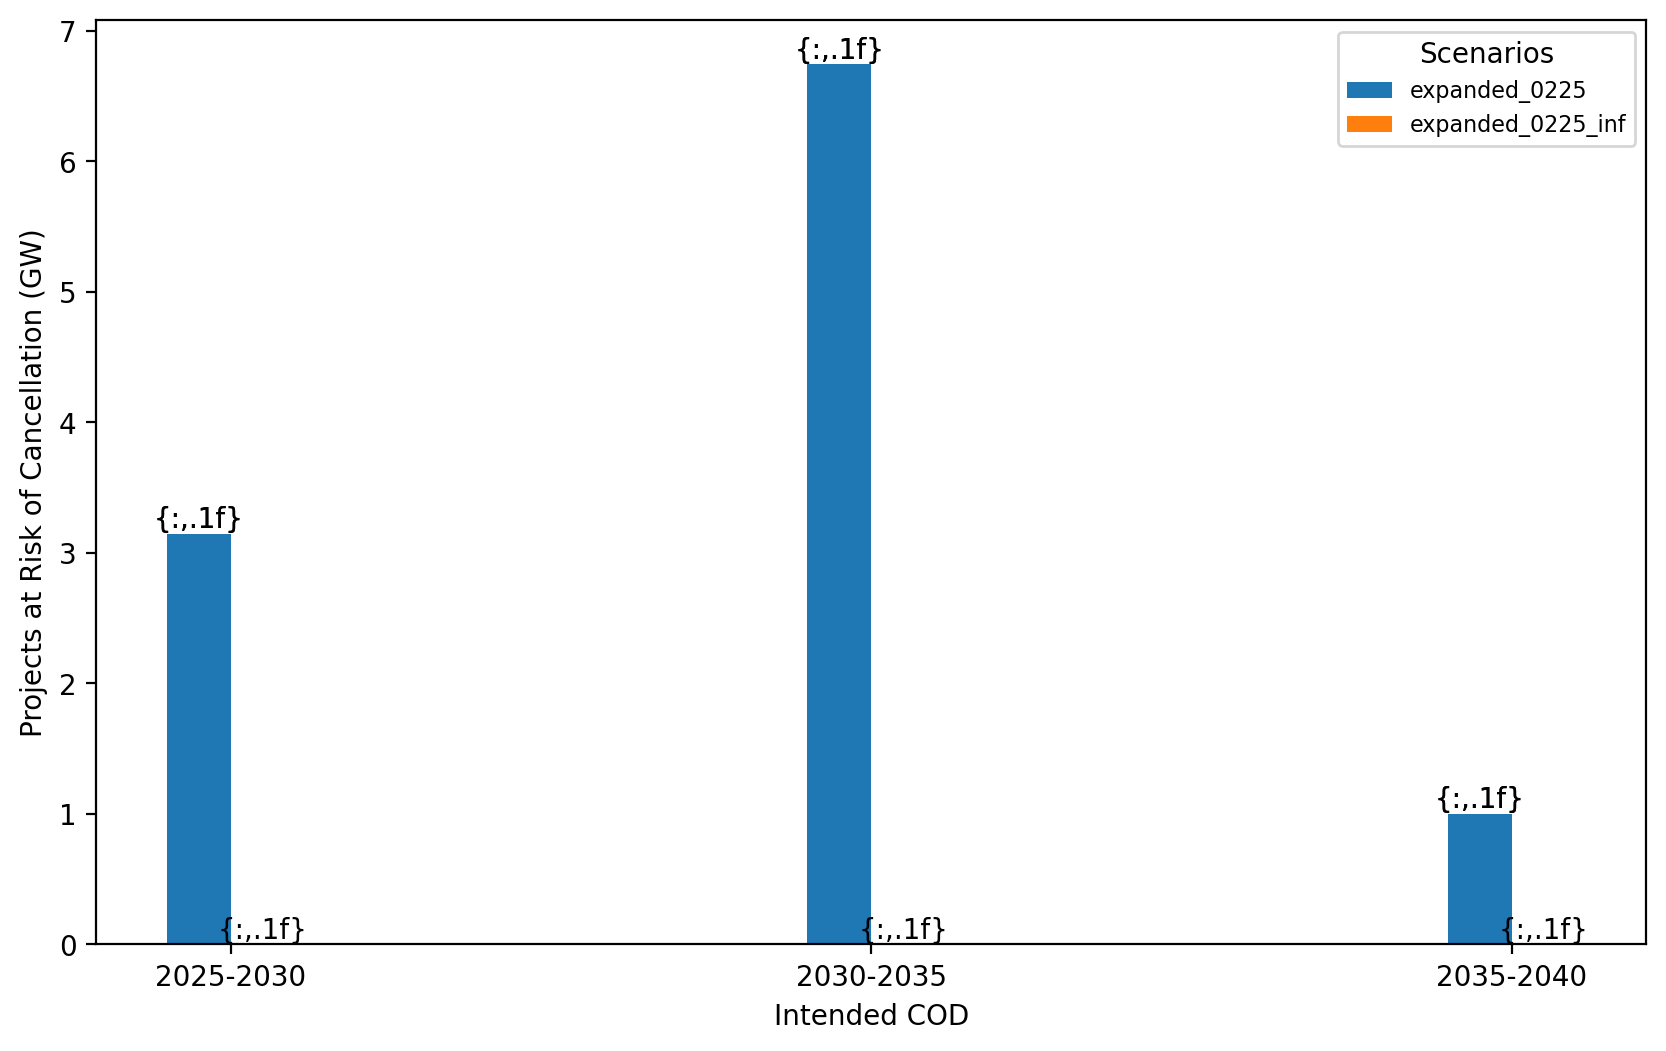 7
6
5
4
3
2
1
0
Projects at Risk of Cancellation (GW)
{:,.1f}
{:,.1f}
{:,.1f}
{:,.1f}
{:,.1f}
{:,.1f}
2025-2030
2030-2035
2035-2040
Intended COD
Scenarios
expanded_0225
expanded_0225_inf